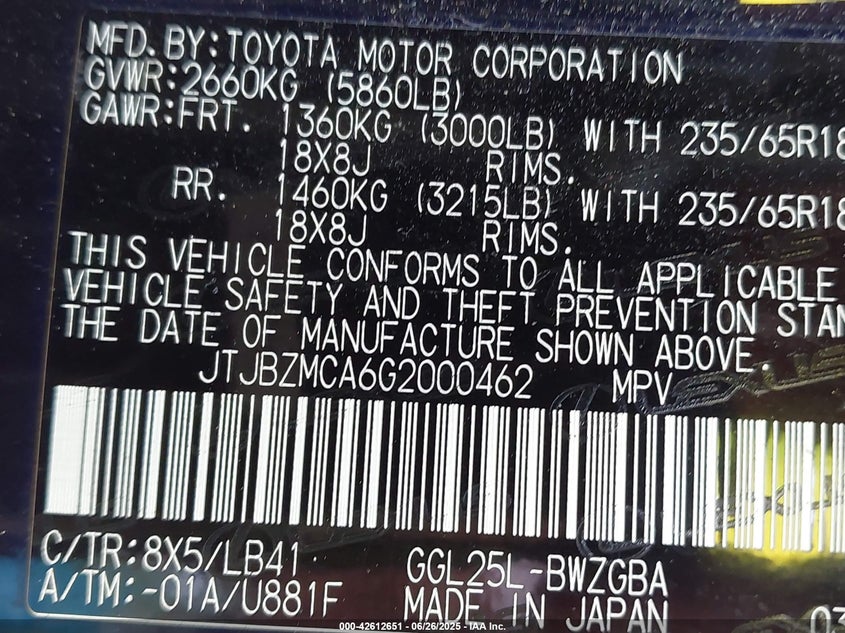 MFD. BY: TOYOTA MOTOR CORPORATION
GVWR: 2660KG (5860LB)
GAWR: FRT. 1360KG (3000LB) WITH 235/65R18
18X8J RIMS.
RR. 1460KG (3215LB) WITH 235/65R18
18X8J RIMS.
THIS VEHICLE CONFORMS TO ALL APPLICABLE
VEHICLE SAFETY AND THEFT PREVENTION STAN
THE DATE OF MANUFACTURE SHOWN ABOVE.
JTJBZMCA6G2000462 MPV
C/TR: 8X5/LB41 GGL25L-BWZGBA
A/TM: -01A/U881F MADE IN JAPAN 03
000-42612651 - 06/26/2025 - IAA Inc.